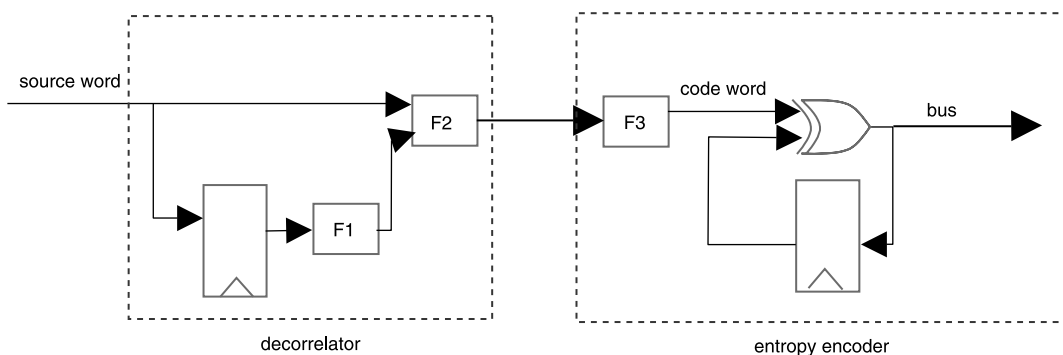 source word
F2
F1
decorrelator
F3
code word
bus
entropy encoder